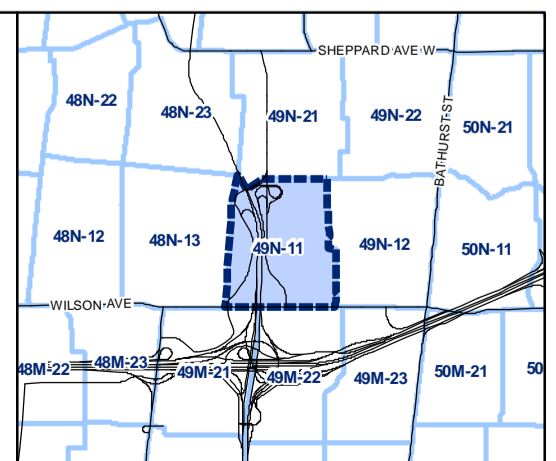 SHEPPARD AVE W
48N-22
48N-23
49N-21
49N-22
50N-21
BATHURST ST
48N-12
48N-13
49N-11
49N-12
50N-11
WILSON AVE
48M-22
48M-23
49M-21
49M-22
49M-23
50M-21
50